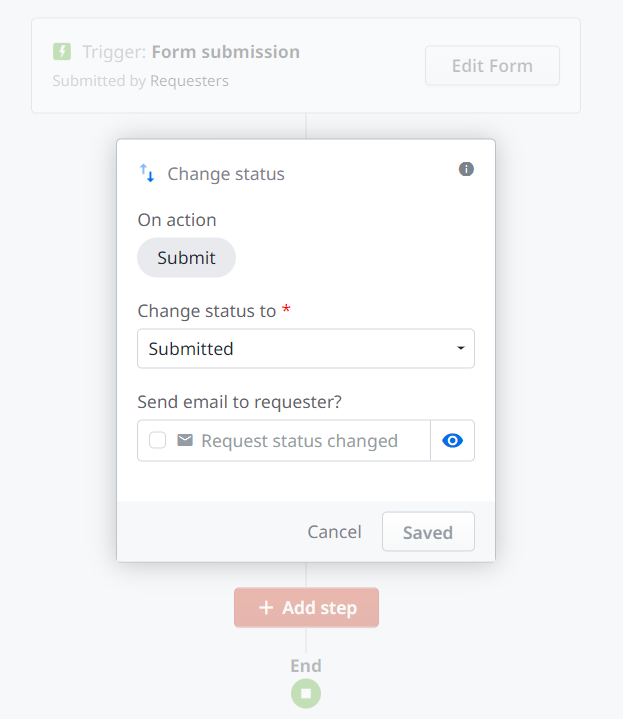 Trigger: Form submission
Submitted by Requesters
Edit Form
Change status
On action
Submit
Change status to *
Submitted
Send email to requester?
Request status changed
Cancel
Saved
+ Add step
End